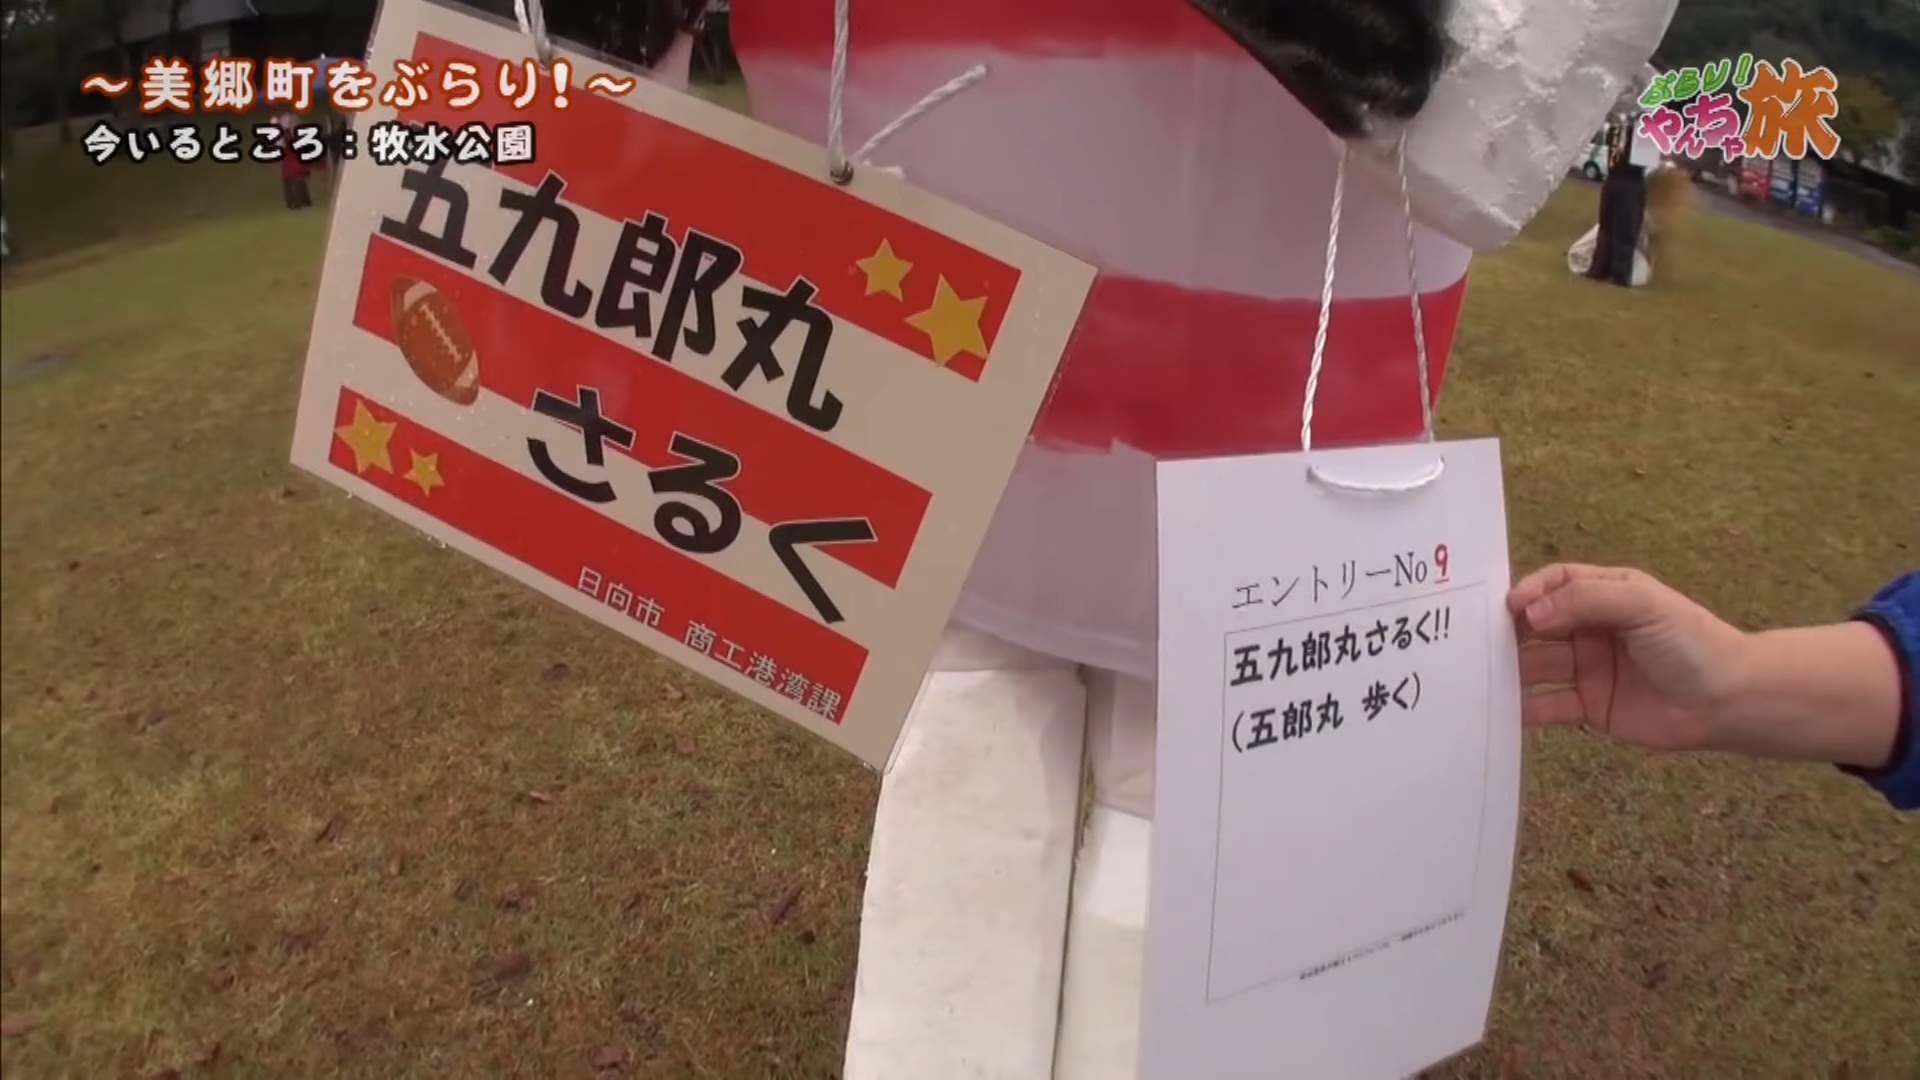 ～美郷町をぶらり！～
今いるところ：牧水公園
ぶらり！
やんちゃ旅
五九郎丸
さるく
日向市 商工港湾課
エントリーNo 9
五九郎丸さるく!!
(五郎丸 歩く)